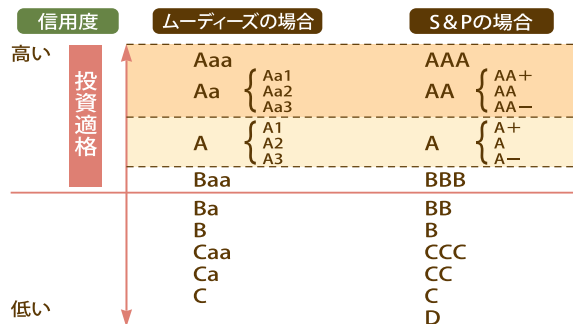 信用度 ムーディーズの場合 S&Pの場合
高い
投資適格
Aaa AAA
Aa Aa1 AA AA＋
Aa2 AA
Aa3 AA－
A A1 A A＋
A2 A
A3 A－
Baa BBB
Ba BB
B B
Caa CCC
Ca CC
C C
低い
D